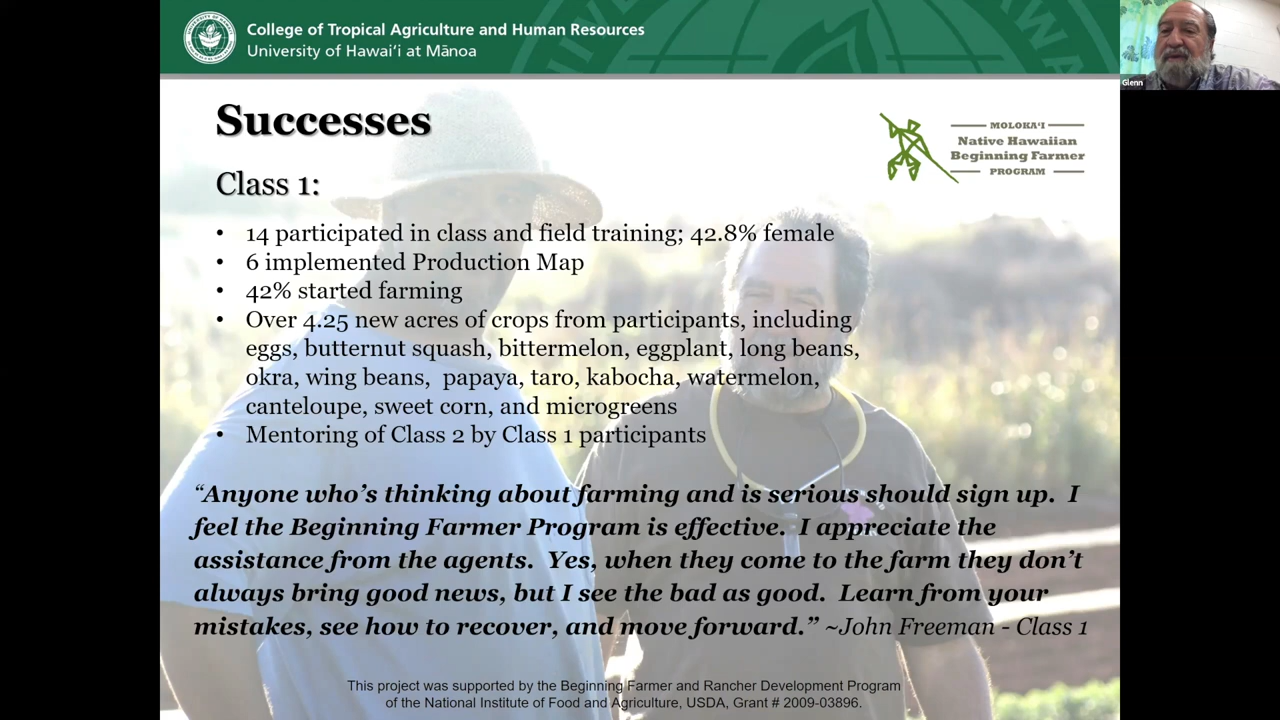 College of Tropical Agriculture and Human Resources
University of Hawai‘i at Mānoa
Glenn
Successes
MOLOKA‘I
Native Hawaiian
Beginning Farmer
PROGRAM
Class 1:
• 14 participated in class and field training; 42.8% female
• 6 implemented Production Map
• 42% started farming
• Over 4.25 new acres of crops from participants, including
eggs, butternut squash, bittermelon, eggplant, long beans,
okra, wing beans, papaya, taro, kabocha, watermelon,
canteloupe, sweet corn, and microgreens
• Mentoring of Class 2 by Class 1 participants
“Anyone who’s thinking about farming and is serious should sign up. I
feel the Beginning Farmer Program is effective. I appreciate the
assistance from the agents. Yes, when they come to the farm they don’t
always bring good news, but I see the bad as good. Learn from your
mistakes, see how to recover, and move forward.” ~John Freeman - Class 1
This project was supported by the Beginning Farmer and Rancher Development Program
of the National Institute of Food and Agriculture, USDA, Grant # 2009-03896.